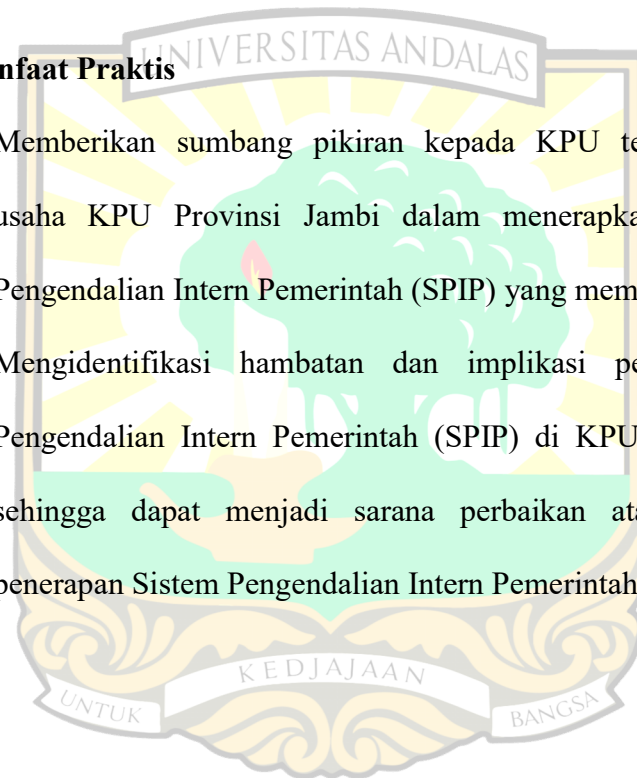 UNIVERSITAS ANDALAS
nfaat Praktis
Memberikan sumbang pikiran kepada KPU te
usaha KPU Provinsi Jambi dalam menerapka
Pengendalian Intern Pemerintah (SPIP) yang mem
Mengidentifikasi hambatan dan implikasi pe
Pengendalian Intern Pemerintah (SPIP) di KPU
sehingga dapat menjadi sarana perbaikan ata
penerapan Sistem Pengendalian Intern Pemerintah
UNTUK KEDJAJAAN BANGSA